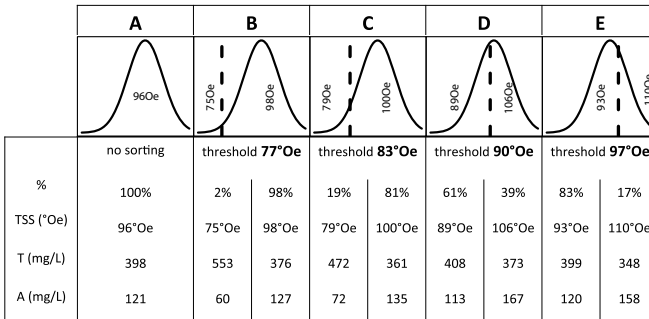 A B C D E
96Oe 75Oe 98Oe 79Oe 100Oe 89Oe 106Oe 93Oe 110Oe
no sorting threshold 77°Oe threshold 83°Oe threshold 90°Oe threshold 97°Oe
% 100% 2% 98% 19% 81% 61% 39% 83% 17%
TSS (°Oe) 96°Oe 75°Oe 98°Oe 79°Oe 100°Oe 89°Oe 106°Oe 93°Oe 110°Oe
T (mg/L) 398 553 376 472 361 408 373 399 348
A (mg/L) 121 60 127 72 135 113 167 120 158